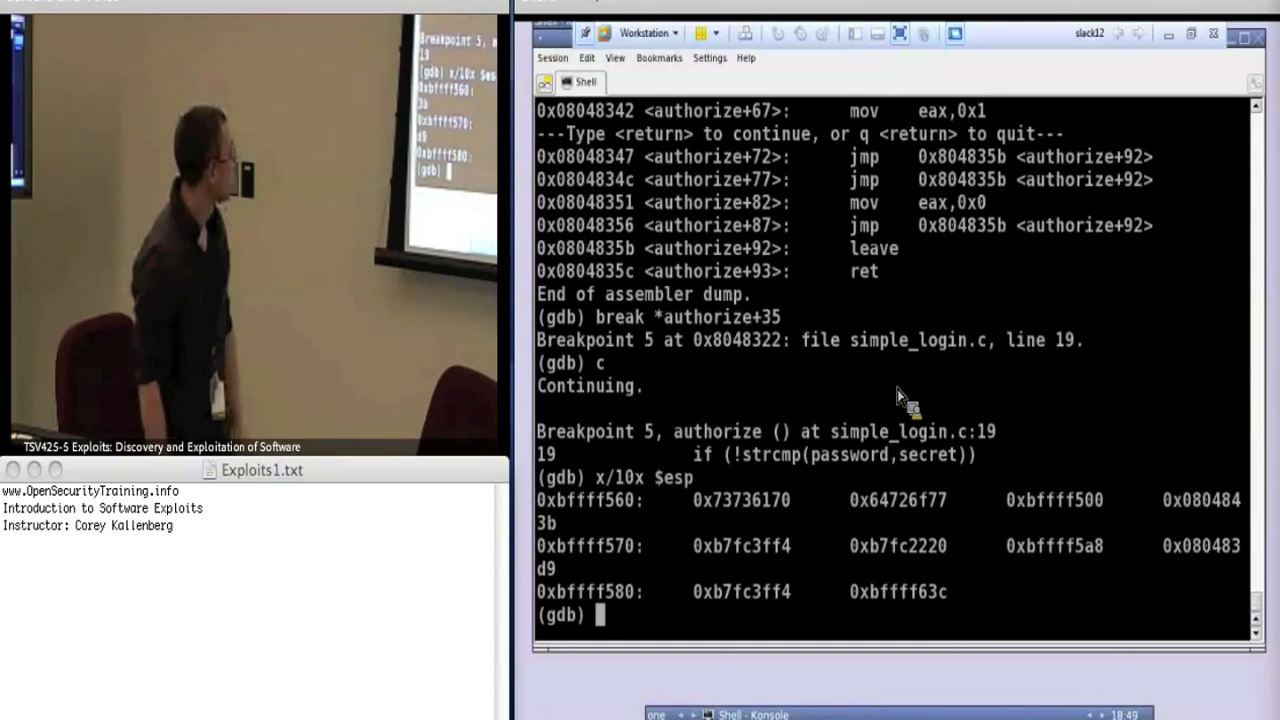 Breakpoint 5,
19
(gdb) x/10x $es
0xbffff560:
3b
0xbffff570:
d9
0xbffff580:
(gdb)
TSV425-5 Exploits: Discovery and Exploitation of Software
Exploits1.txt
www.OpenSecurityTraining.info
Introduction to Software Exploits
Instructor: Corey Kallenberg
Workstation
slack12
Session Edit View Bookmarks Settings Help
Shell
0x08048342 <authorize+67>: mov eax,0x1
---Type <return> to continue, or q <return> to quit---
0x08048347 <authorize+72>: jmp 0x804835b <authorize+92>
0x0804834c <authorize+77>: jmp 0x804835b <authorize+92>
0x08048351 <authorize+82>: mov eax,0x0
0x08048356 <authorize+87>: jmp 0x804835b <authorize+92>
0x0804835b <authorize+92>: leave
0x0804835c <authorize+93>: ret
End of assembler dump.
(gdb) break *authorize+35
Breakpoint 5 at 0x8048322: file simple_login.c, line 19.
(gdb) c
Continuing.
Breakpoint 5, authorize () at simple_login.c:19
19 if (!strcmp(password,secret))
(gdb) x/10x $esp
0xbffff560: 0x73736170 0x64726f77 0xbffff500 0x080484
3b
0xbffff570: 0xb7fc3ff4 0xb7fc2220 0xbffff5a8 0x080483
d9
0xbffff580: 0xb7fc3ff4 0xbffff63c
(gdb)
one Shell - Konsole 18:49